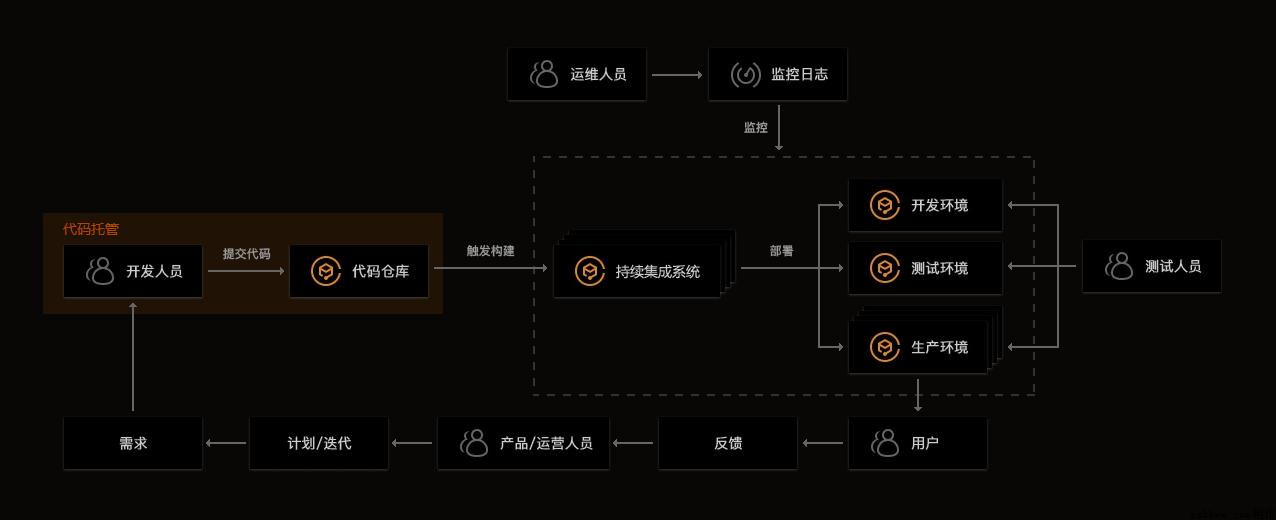 运维人员
监控日志
监控
代码托管
开发人员
提交代码
代码仓库
触发构建
持续集成系统
部署
开发环境
测试环境
生产环境
测试人员
需求
计划/迭代
产品/运营人员
反馈
用户